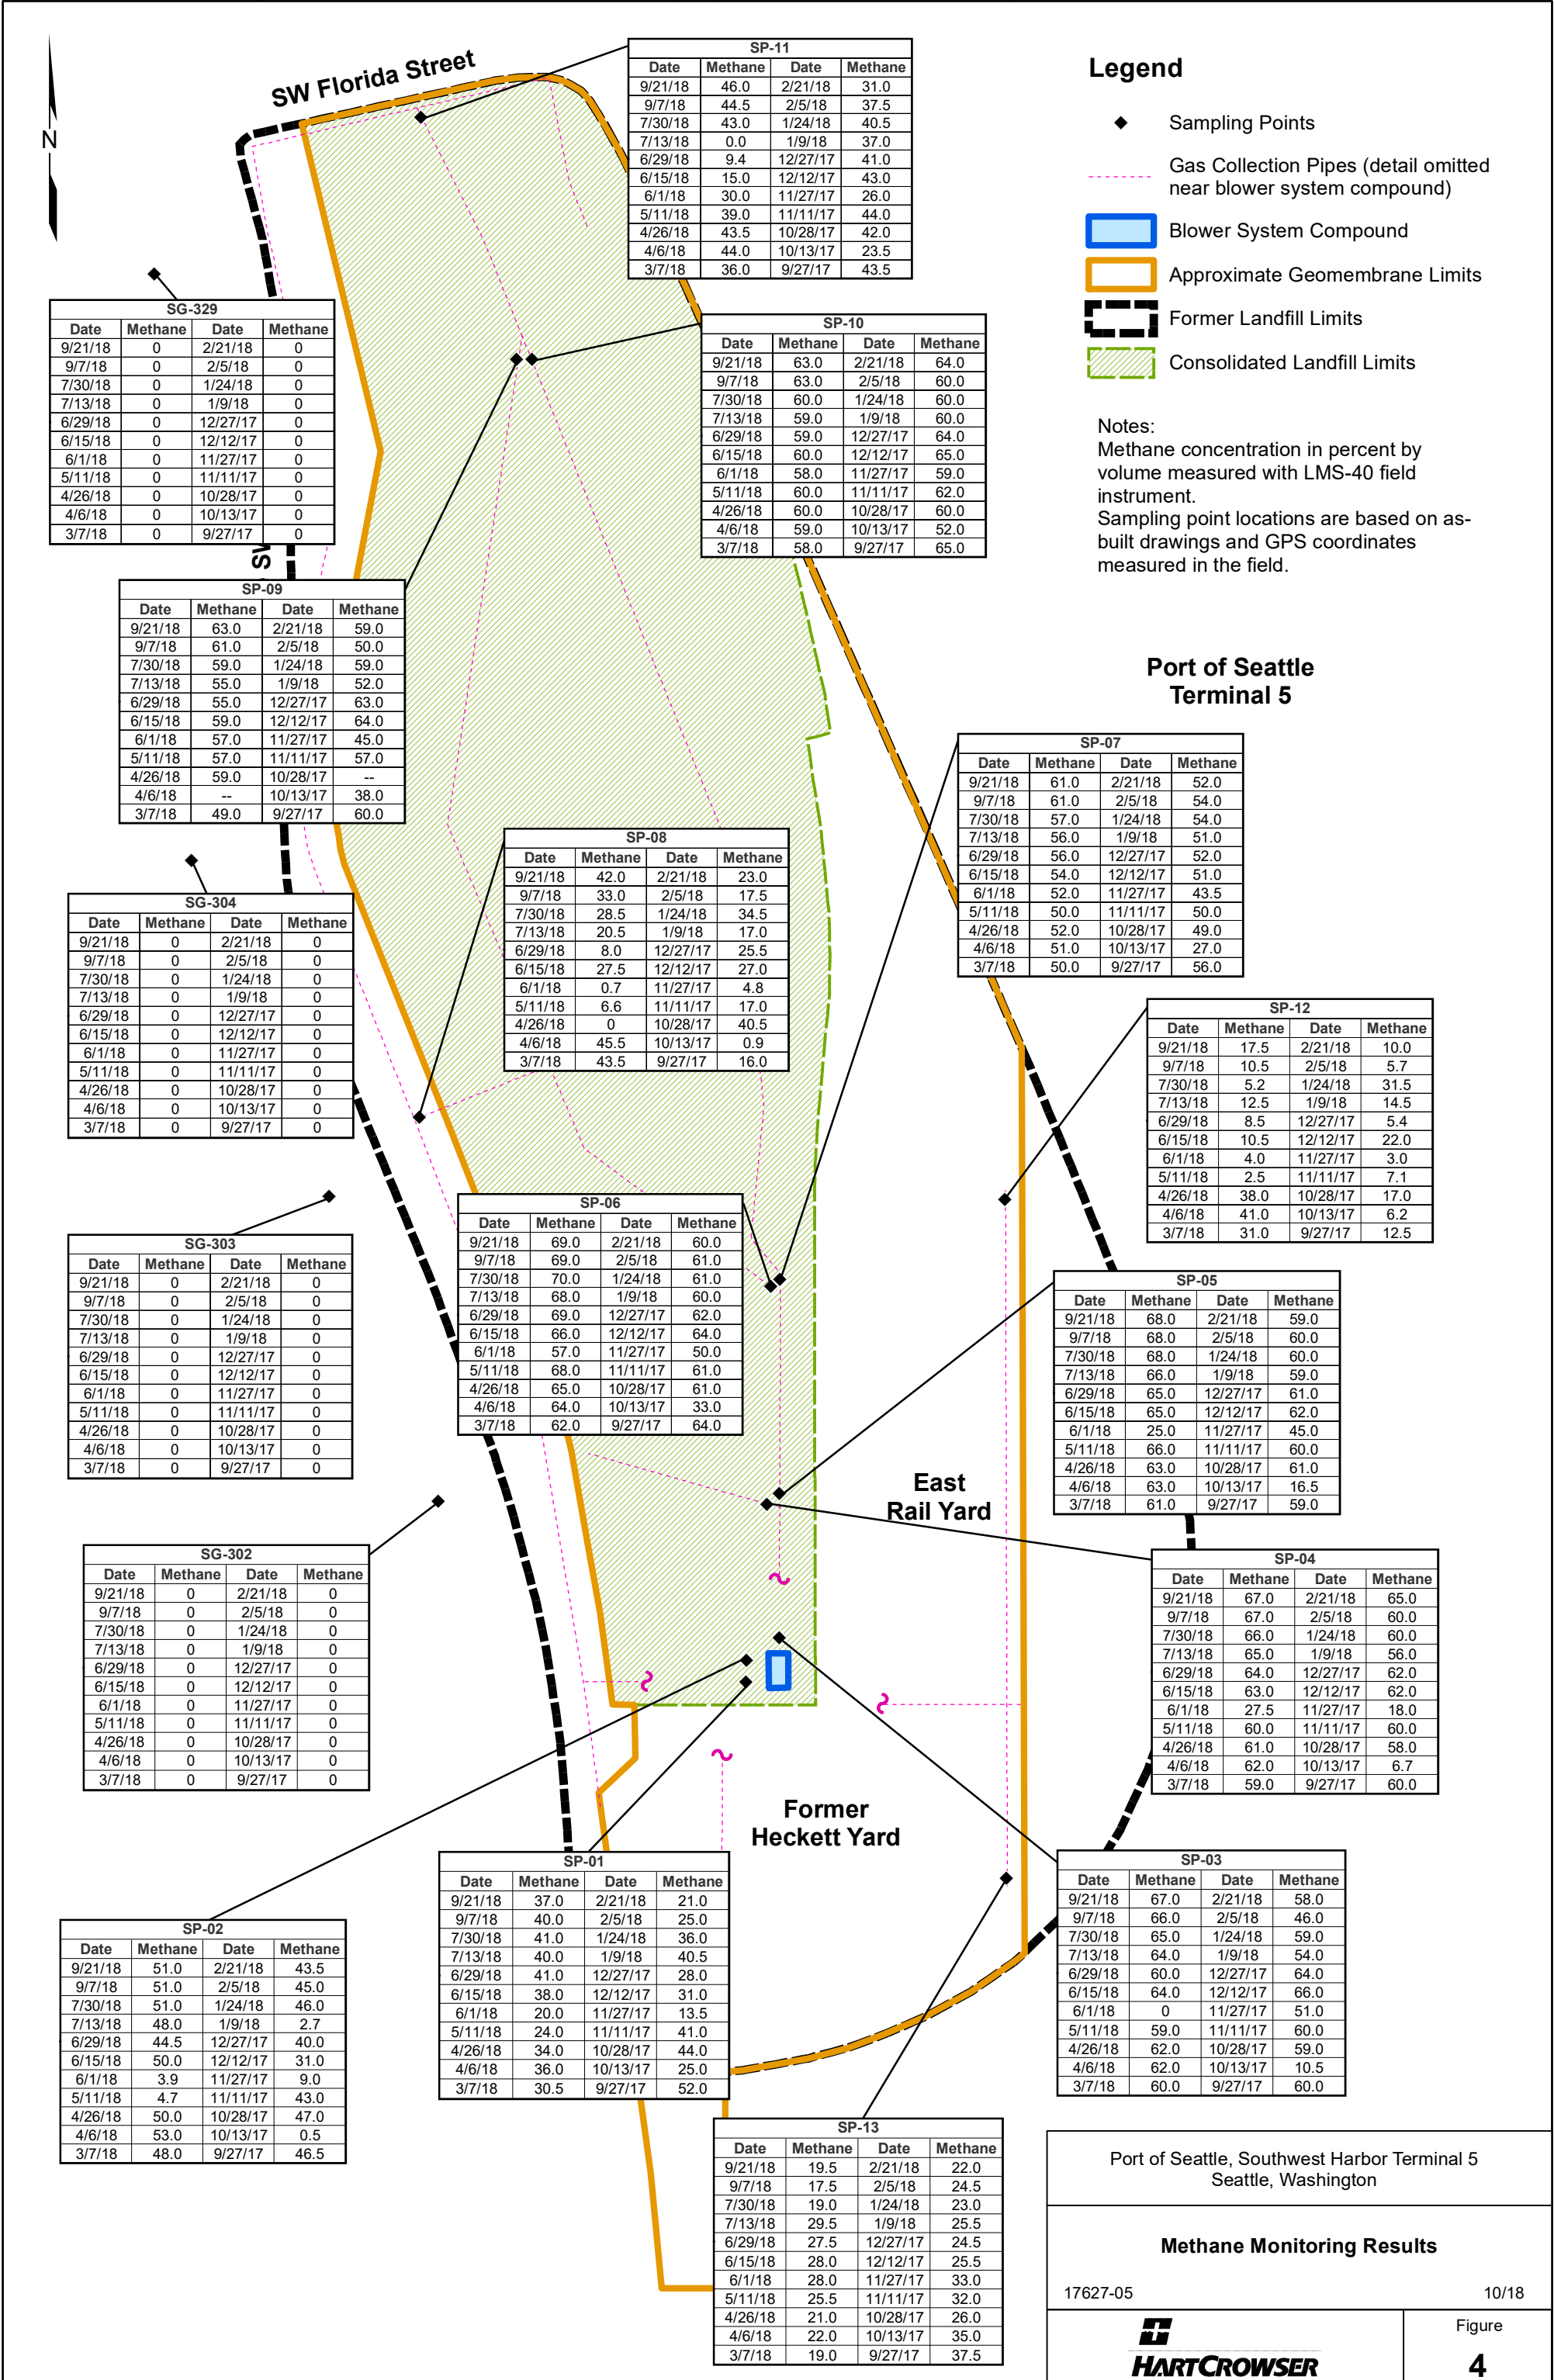 SW Florida Street
N
SP-11
Date Methane Date Methane
9/21/18 46.0 2/21/18 31.0
9/7/18 44.5 2/5/18 37.5
7/30/18 43.0 1/24/18 40.5
7/13/18 0.0 1/9/18 37.0
6/29/18 9.4 12/27/17 41.0
6/15/18 15.0 12/12/17 43.0
6/1/18 30.0 11/27/17 26.0
5/11/18 39.0 11/11/17 44.0
4/26/18 43.5 10/28/17 42.0
4/6/18 44.0 10/13/17 23.5
3/7/18 36.0 9/27/17 43.5
Legend
Sampling Points
Gas Collection Pipes (detail omitted
near blower system compound)
Blower System Compound
Approximate Geomembrane Limits
Former Landfill Limits
Consolidated Landfill Limits
Notes:
Methane concentration in percent by
volume measured with LMS-40 field
instrument.
Sampling point locations are based on as-
built drawings and GPS coordinates
measured in the field.
SG-329
Date Methane Date Methane
9/21/18 0 2/21/18 0
9/7/18 0 2/5/18 0
7/30/18 0 1/24/18 0
7/13/18 0 1/9/18 0
6/29/18 0 12/27/17 0
6/15/18 0 12/12/17 0
6/1/18 0 11/27/17 0
5/11/18 0 11/11/17 0
4/26/18 0 10/28/17 0
4/6/18 0 10/13/17 0
3/7/18 0 9/27/17 0
SP-10
Date Methane Date Methane
9/21/18 63.0 2/21/18 64.0
9/7/18 63.0 2/5/18 60.0
7/30/18 60.0 1/24/18 60.0
7/13/18 59.0 1/9/18 60.0
6/29/18 59.0 12/27/17 64.0
6/15/18 60.0 12/12/17 65.0
6/1/18 58.0 11/27/17 59.0
5/11/18 60.0 11/11/17 62.0
4/26/18 60.0 10/28/17 60.0
4/6/18 59.0 10/13/17 52.0
3/7/18 58.0 9/27/17 65.0
SP-09
Date Methane Date Methane
9/21/18 63.0 2/21/18 59.0
9/7/18 61.0 2/5/18 50.0
7/30/18 59.0 1/24/18 59.0
7/13/18 55.0 1/9/18 52.0
6/29/18 55.0 12/27/17 63.0
6/15/18 59.0 12/12/17 64.0
6/1/18 57.0 11/27/17 45.0
5/11/18 57.0 11/11/17 57.0
4/26/18 59.0 10/28/17 --
4/6/18 -- 10/13/17 38.0
3/7/18 49.0 9/27/17 60.0
Port of Seattle
Terminal 5
SP-07
Date Methane Date Methane
9/21/18 61.0 2/21/18 52.0
9/7/18 61.0 2/5/18 54.0
7/30/18 57.0 1/24/18 54.0
7/13/18 56.0 1/9/18 51.0
6/29/18 56.0 12/27/17 52.0
6/15/18 54.0 12/12/17 51.0
6/1/18 52.0 11/27/17 43.5
5/11/18 50.0 11/11/17 50.0
4/26/18 52.0 10/28/17 49.0
4/6/18 51.0 10/13/17 27.0
3/7/18 50.0 9/27/17 56.0
SP-08
Date Methane Date Methane
9/21/18 42.0 2/21/18 23.0
9/7/18 33.0 2/5/18 17.5
7/30/18 28.5 1/24/18 34.5
7/13/18 20.5 1/9/18 17.0
6/29/18 8.0 12/27/17 25.5
6/15/18 27.5 12/12/17 27.0
6/1/18 0.7 11/27/17 4.8
5/11/18 6.6 11/11/17 17.0
4/26/18 0 10/28/17 40.5
4/6/18 45.5 10/13/17 0.9
3/7/18 43.5 9/27/17 16.0
SG-304
Date Methane Date Methane
9/21/18 0 2/21/18 0
9/7/18 0 2/5/18 0
7/30/18 0 1/24/18 0
7/13/18 0 1/9/18 0
6/29/18 0 12/27/17 0
6/15/18 0 12/12/17 0
6/1/18 0 11/27/17 0
5/11/18 0 11/11/17 0
4/26/18 0 10/28/17 0
4/6/18 0 10/13/17 0
3/7/18 0 9/27/17 0
SP-12
Date Methane Date Methane
9/21/18 17.5 2/21/18 10.0
9/7/18 10.5 2/5/18 5.7
7/30/18 5.2 1/24/18 31.5
7/13/18 12.5 1/9/18 14.5
6/29/18 8.5 12/27/17 5.4
6/15/18 10.5 12/12/17 22.0
6/1/18 4.0 11/27/17 3.0
5/11/18 2.5 11/11/17 7.1
4/26/18 38.0 10/28/17 17.0
4/6/18 41.0 10/13/17 6.2
3/7/18 31.0 9/27/17 12.5
SP-06
Date Methane Date Methane
9/21/18 69.0 2/21/18 60.0
9/7/18 69.0 2/5/18 61.0
7/30/18 70.0 1/24/18 61.0
7/13/18 68.0 1/9/18 60.0
6/29/18 69.0 12/27/17 62.0
6/15/18 66.0 12/12/17 64.0
6/1/18 57.0 11/27/17 50.0
5/11/18 68.0 11/11/17 61.0
4/26/18 65.0 10/28/17 61.0
4/6/18 64.0 10/13/17 33.0
3/7/18 62.0 9/27/17 64.0
SG-303
Date Methane Date Methane
9/21/18 0 2/21/18 0
9/7/18 0 2/5/18 0
7/30/18 0 1/24/18 0
7/13/18 0 1/9/18 0
6/29/18 0 12/27/17 0
6/15/18 0 12/12/17 0
6/1/18 0 11/27/17 0
5/11/18 0 11/11/17 0
4/26/18 0 10/28/17 0
4/6/18 0 10/13/17 0
3/7/18 0 9/27/17 0
SP-05
Date Methane Date Methane
9/21/18 68.0 2/21/18 59.0
9/7/18 68.0 2/5/18 60.0
7/30/18 68.0 1/24/18 60.0
7/13/18 66.0 1/9/18 59.0
6/29/18 65.0 12/27/17 61.0
6/15/18 65.0 12/12/17 62.0
6/1/18 25.0 11/27/17 45.0
5/11/18 66.0 11/11/17 60.0
4/26/18 63.0 10/28/17 61.0
4/6/18 63.0 10/13/17 16.5
3/7/18 61.0 9/27/17 59.0
East
Rail Yard
SG-302
Date Methane Date Methane
9/21/18 0 2/21/18 0
9/7/18 0 2/5/18 0
7/30/18 0 1/24/18 0
7/13/18 0 1/9/18 0
6/29/18 0 12/27/17 0
6/15/18 0 12/12/17 0
6/1/18 0 11/27/17 0
5/11/18 0 11/11/17 0
4/26/18 0 10/28/17 0
4/6/18 0 10/13/17 0
3/7/18 0 9/27/17 0
SP-04
Date Methane Date Methane
9/21/18 67.0 2/21/18 65.0
9/7/18 67.0 2/5/18 60.0
7/30/18 66.0 1/24/18 60.0
7/13/18 65.0 1/9/18 56.0
6/29/18 64.0 12/27/17 62.0
6/15/18 63.0 12/12/17 62.0
6/1/18 27.5 11/27/17 18.0
5/11/18 60.0 11/11/17 60.0
4/26/18 61.0 10/28/17 58.0
4/6/18 62.0 10/13/17 6.7
3/7/18 59.0 9/27/17 60.0
Former
Heckett Yard
SP-01
Date Methane Date Methane
9/21/18 37.0 2/21/18 21.0
9/7/18 40.0 2/5/18 25.0
7/30/18 41.0 1/24/18 36.0
7/13/18 40.0 1/9/18 40.5
6/29/18 41.0 12/27/17 28.0
6/15/18 38.0 12/12/17 31.0
6/1/18 20.0 11/27/17 13.5
5/11/18 24.0 11/11/17 41.0
4/26/18 34.0 10/28/17 44.0
4/6/18 36.0 10/13/17 25.0
3/7/18 30.5 9/27/17 52.0
SP-03
Date Methane Date Methane
9/21/18 67.0 2/21/18 58.0
9/7/18 66.0 2/5/18 46.0
7/30/18 65.0 1/24/18 59.0
7/13/18 64.0 1/9/18 54.0
6/29/18 60.0 12/27/17 64.0
6/15/18 64.0 12/12/17 66.0
6/1/18 0 11/27/17 51.0
5/11/18 59.0 11/11/17 60.0
4/26/18 62.0 10/28/17 59.0
4/6/18 62.0 10/13/17 10.5
3/7/18 60.0 9/27/17 60.0
SP-02
Date Methane Date Methane
9/21/18 51.0 2/21/18 43.5
9/7/18 51.0 2/5/18 45.0
7/30/18 51.0 1/24/18 46.0
7/13/18 48.0 1/9/18 2.7
6/29/18 44.5 12/27/17 40.0
6/15/18 50.0 12/12/17 31.0
6/1/18 3.9 11/27/17 9.0
5/11/18 4.7 11/11/17 43.0
4/26/18 50.0 10/28/17 47.0
4/6/18 53.0 10/13/17 0.5
3/7/18 48.0 9/27/17 46.5
SP-13
Date Methane Date Methane
9/21/18 19.5 2/21/18 22.0
9/7/18 17.5 2/5/18 24.5
7/30/18 19.0 1/24/18 23.0
7/13/18 29.5 1/9/18 25.5
6/29/18 27.5 12/27/17 24.5
6/15/18 28.0 12/12/17 25.5
6/1/18 28.0 11/27/17 33.0
5/11/18 25.5 11/11/17 32.0
4/26/18 21.0 10/28/17 26.0
4/6/18 22.0 10/13/17 35.0
3/7/18 19.0 9/27/17 37.5
Port of Seattle, Southwest Harbor Terminal 5
Seattle, Washington
Methane Monitoring Results
17627-05 10/18
HARTCROWSER
Figure
4